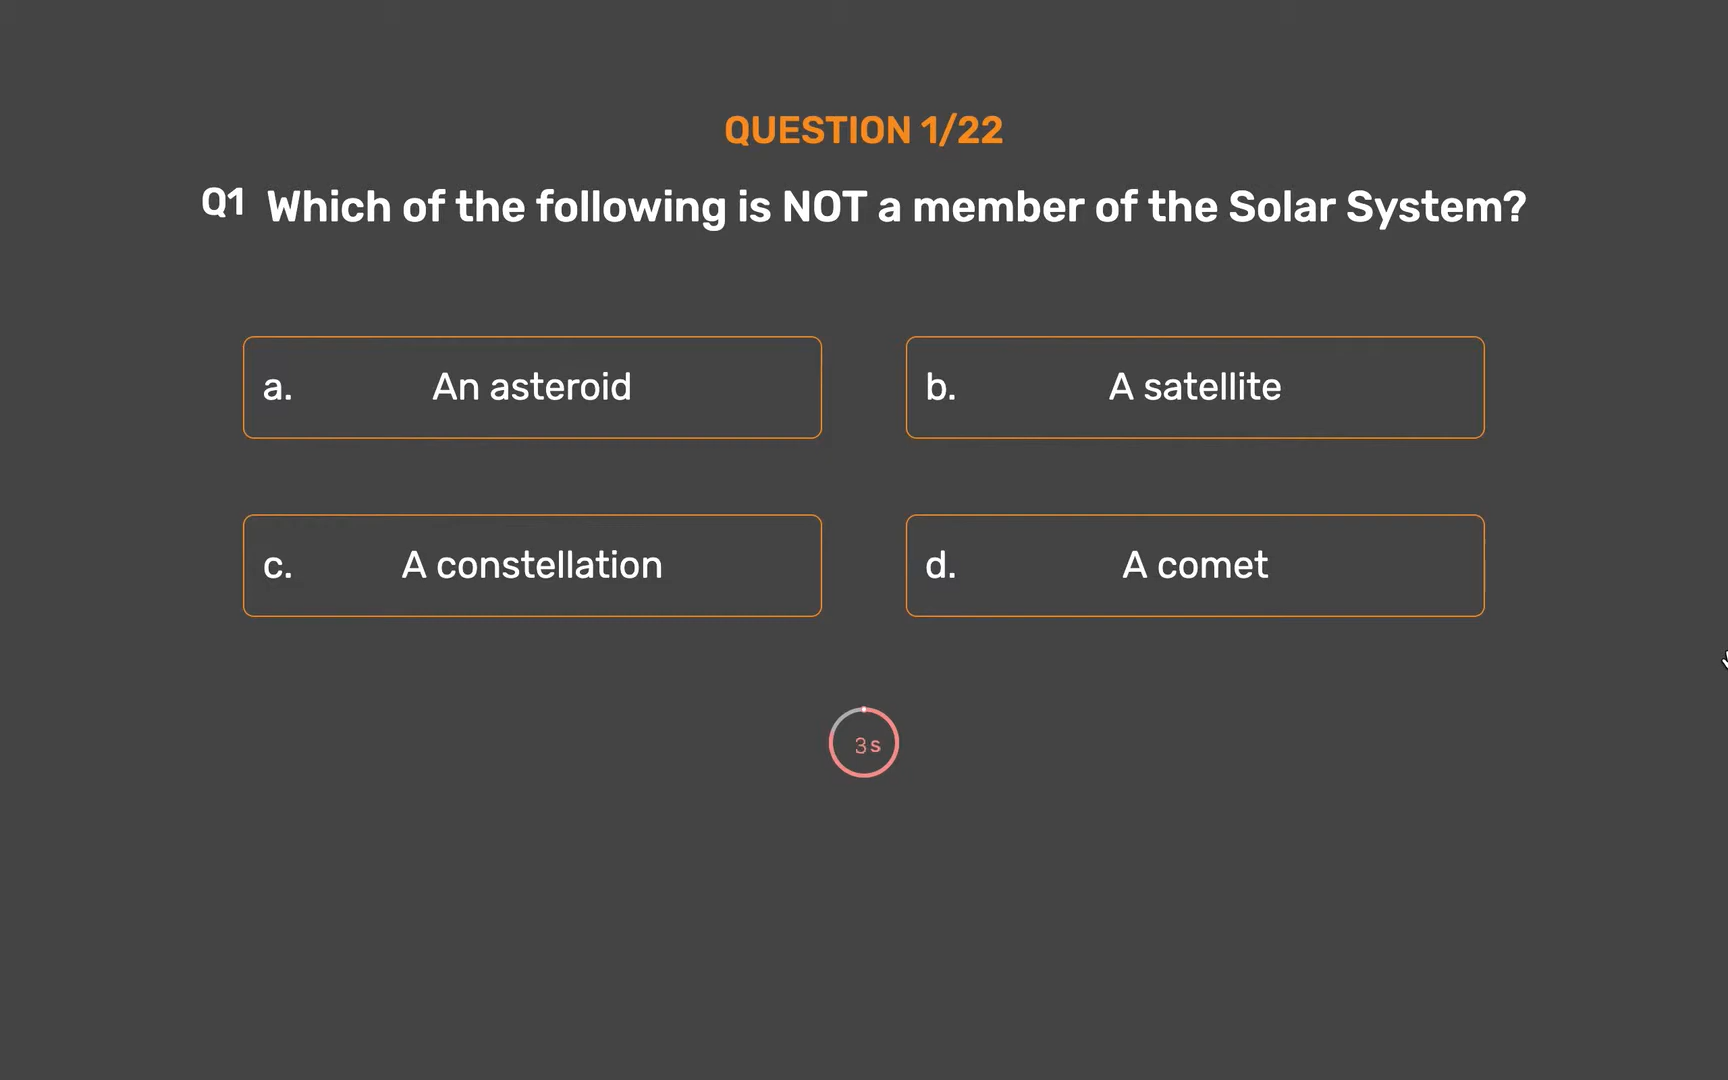 QUESTION 1/22
Q1 Which of the following is NOT a member of the Solar System?
a. An asteroid
b. A satellite
c. A constellation
d. A comet
3s